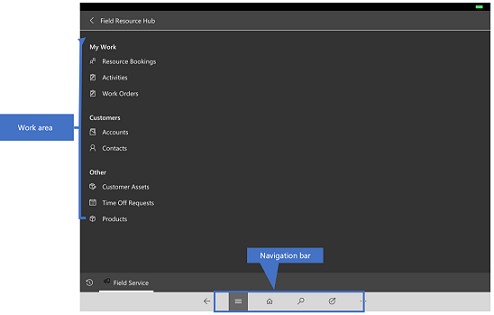 Field Resource Hub
My Work
Resource Bookings
Activities
Work Orders
Work area
Customers
Accounts
Contacts
Other
Customer Assets
Time Off Requests
Products
Navigation bar
Field Service